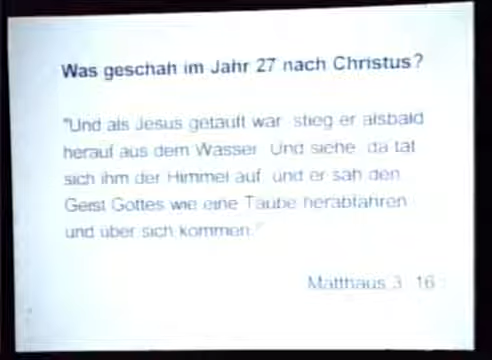 Was geschah im Jahr 27 nach Christus?
"Und als Jesus getauft war stieg er alsbald
herauf aus dem Wasser Und siehe da tat
sich ihm der Himmel auf und er sah den
Geist Gottes wie eine Taube herabfahren
und über sich kommen."
Matthäus 3 16